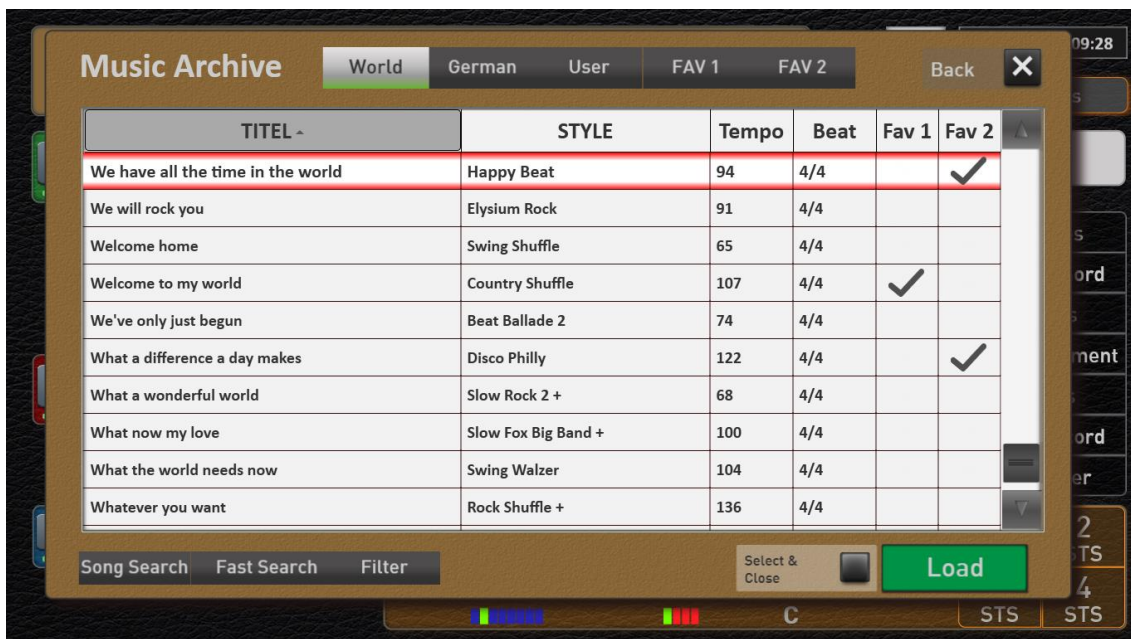 09:28
Music Archive World German User FAV 1 FAV 2 Back
TITEL STYLE Tempo Beat Fav 1 Fav 2
We have all the time in the world Happy Beat 94 4/4
We will rock you Elysium Rock 91 4/4
Welcome home Swing Shuffle 65 4/4
Welcome to my world Country Shuffle 107 4/4
We've only just begun Beat Ballade 2 74 4/4
What a difference a day makes Disco Philly 122 4/4
What a wonderful world Slow Rock 2 + 68 4/4
What now my love Slow Fox Big Band + 100 4/4
What the world needs now Swing Walzer 104 4/4
Whatever you want Rock Shuffle + 136 4/4
Song Search Fast Search Filter Select & Close Load
2
STS
4
C STS STS